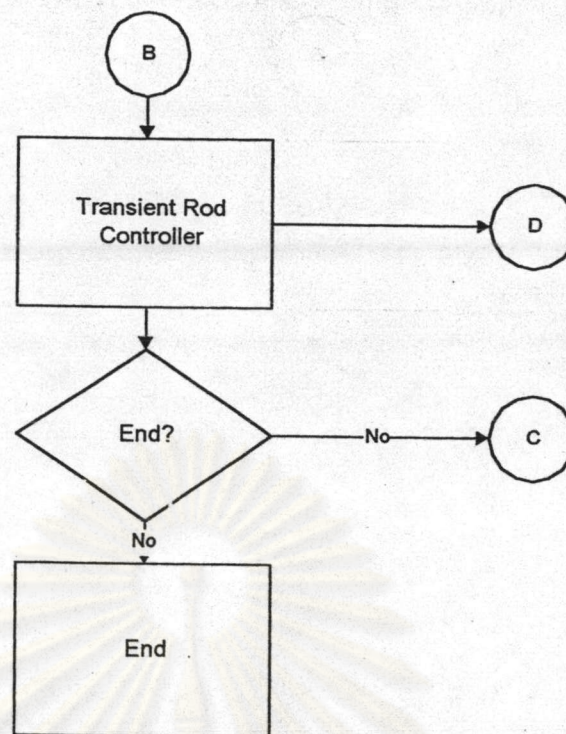 B
Transient Rod
Controller
D
End?
No
C
No
End